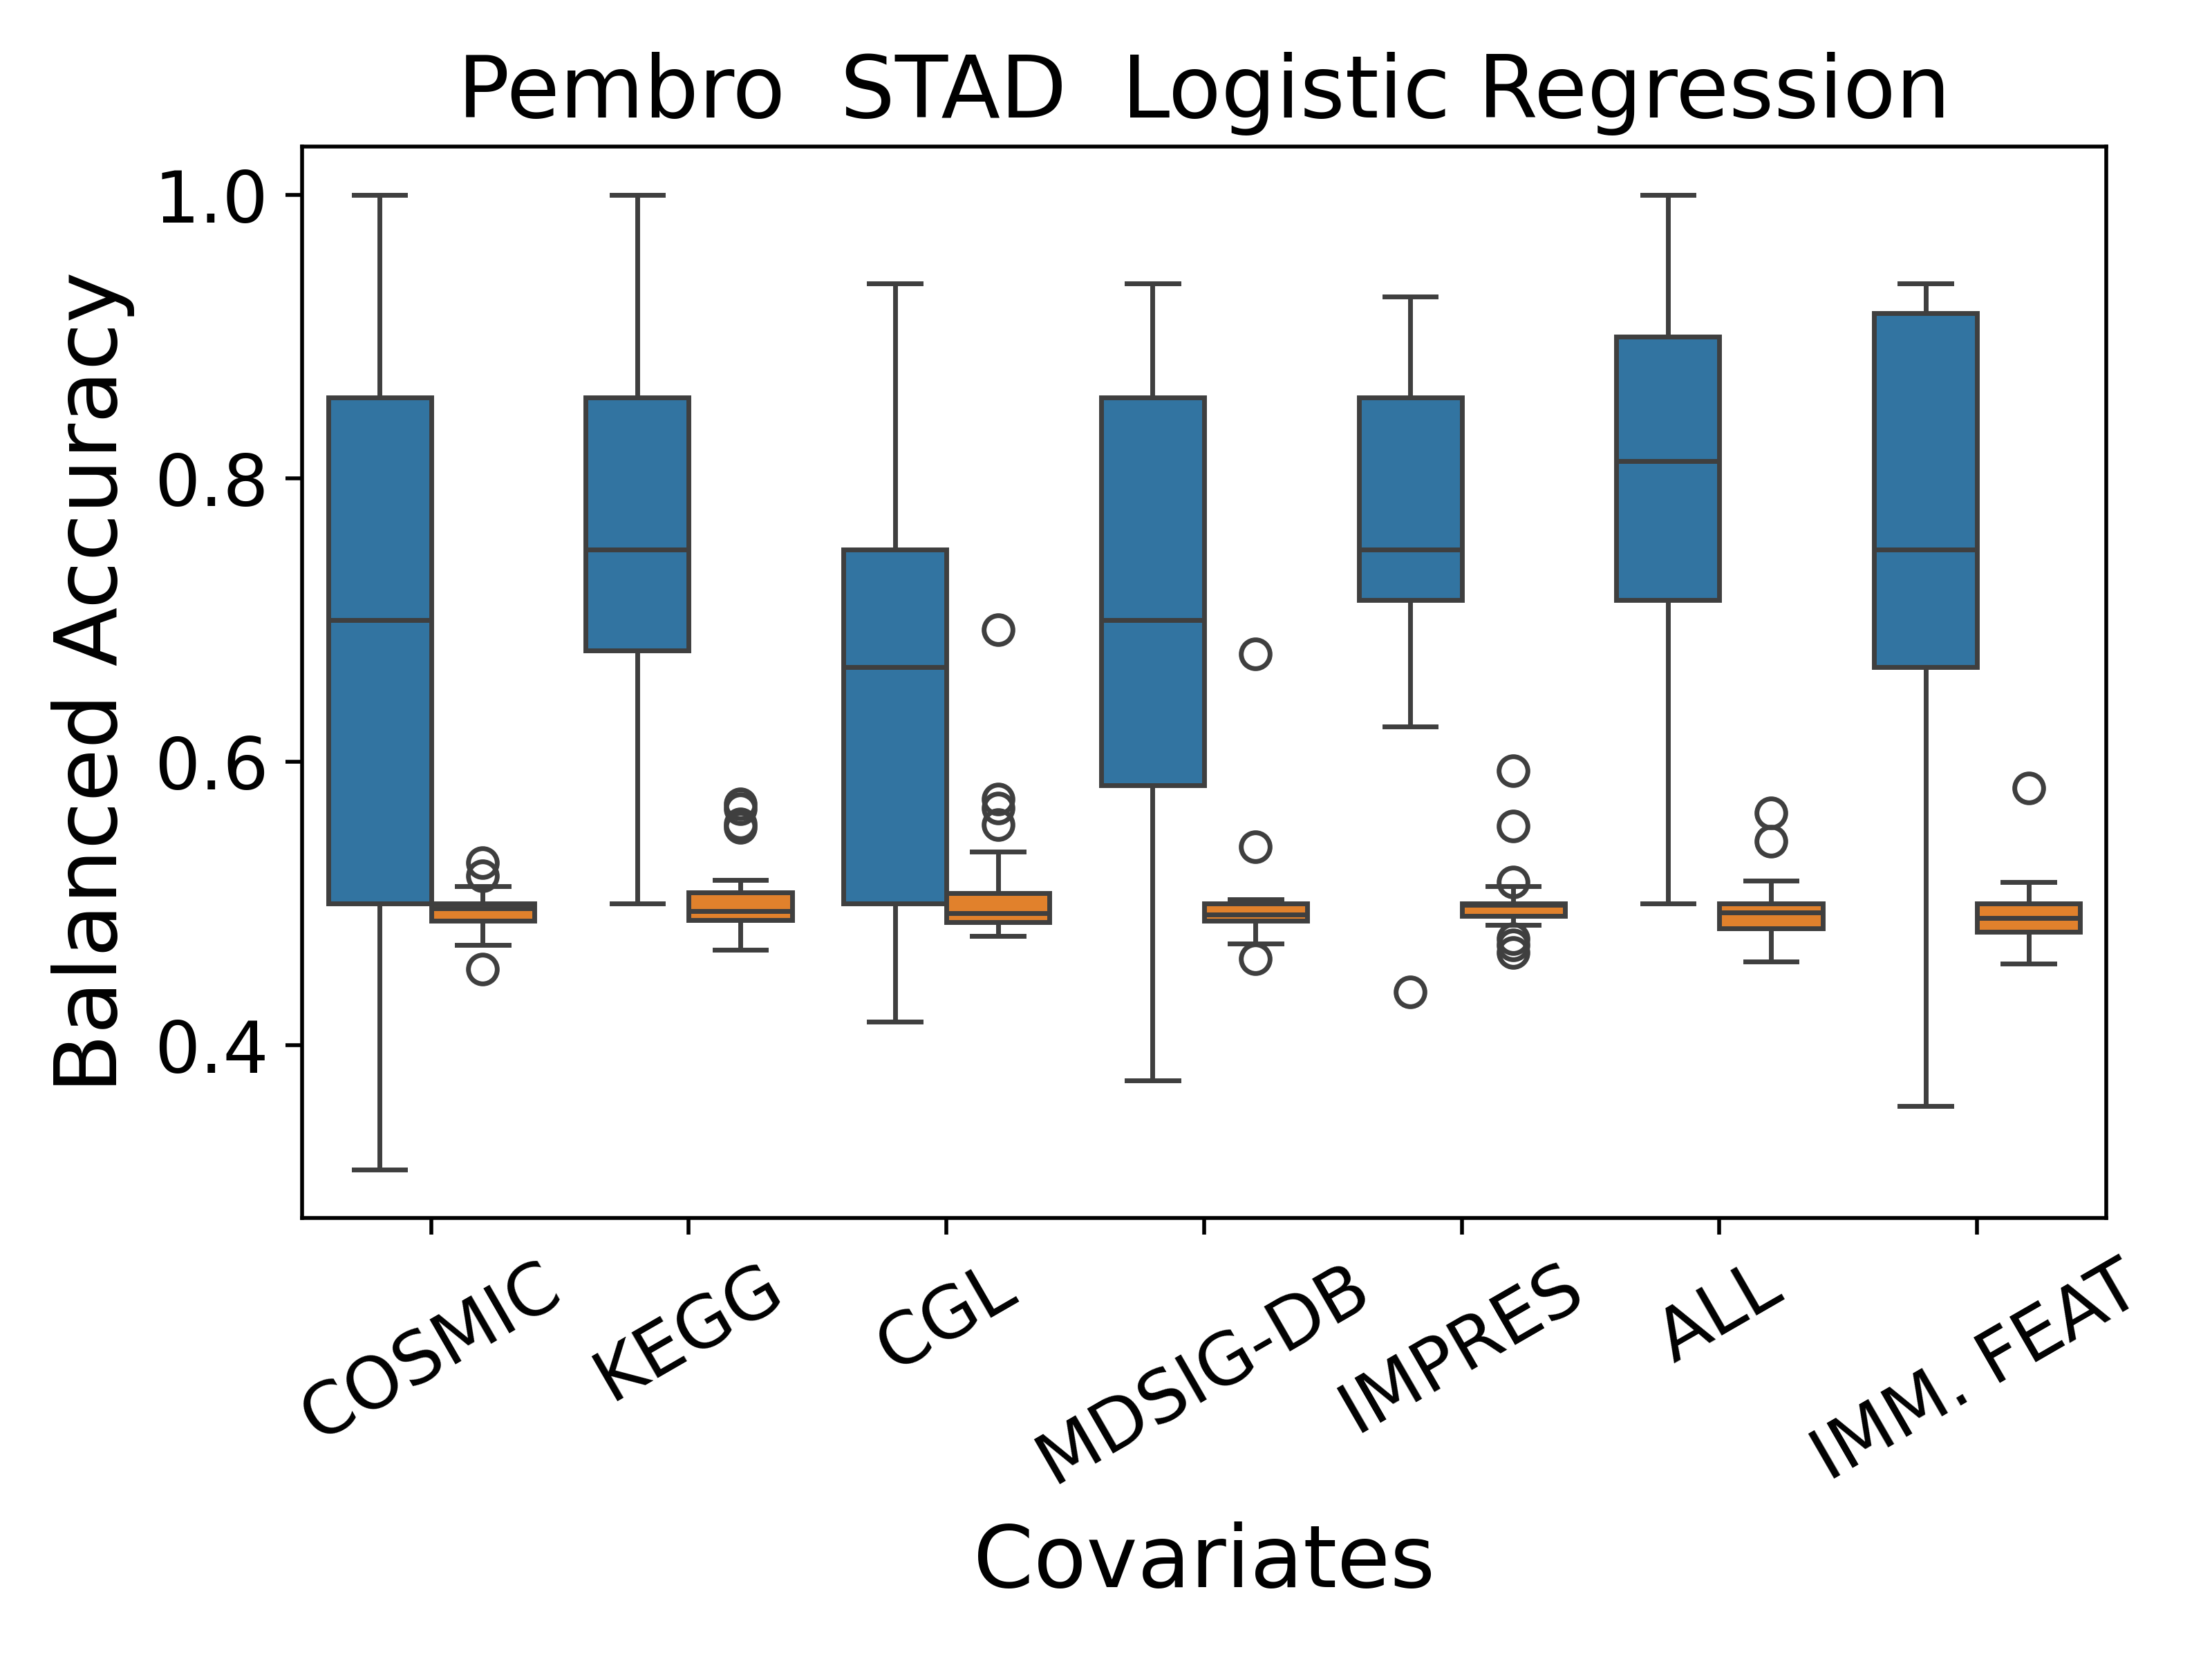 Pembro  STAD  Logistic Regression
Balanced Accuracy
1.0
0.8
0.6
0.4
COSMIC
KEGG
CGL
MDSIG-DB
IMPRES
ALL
IMM. FEAT
Covariates